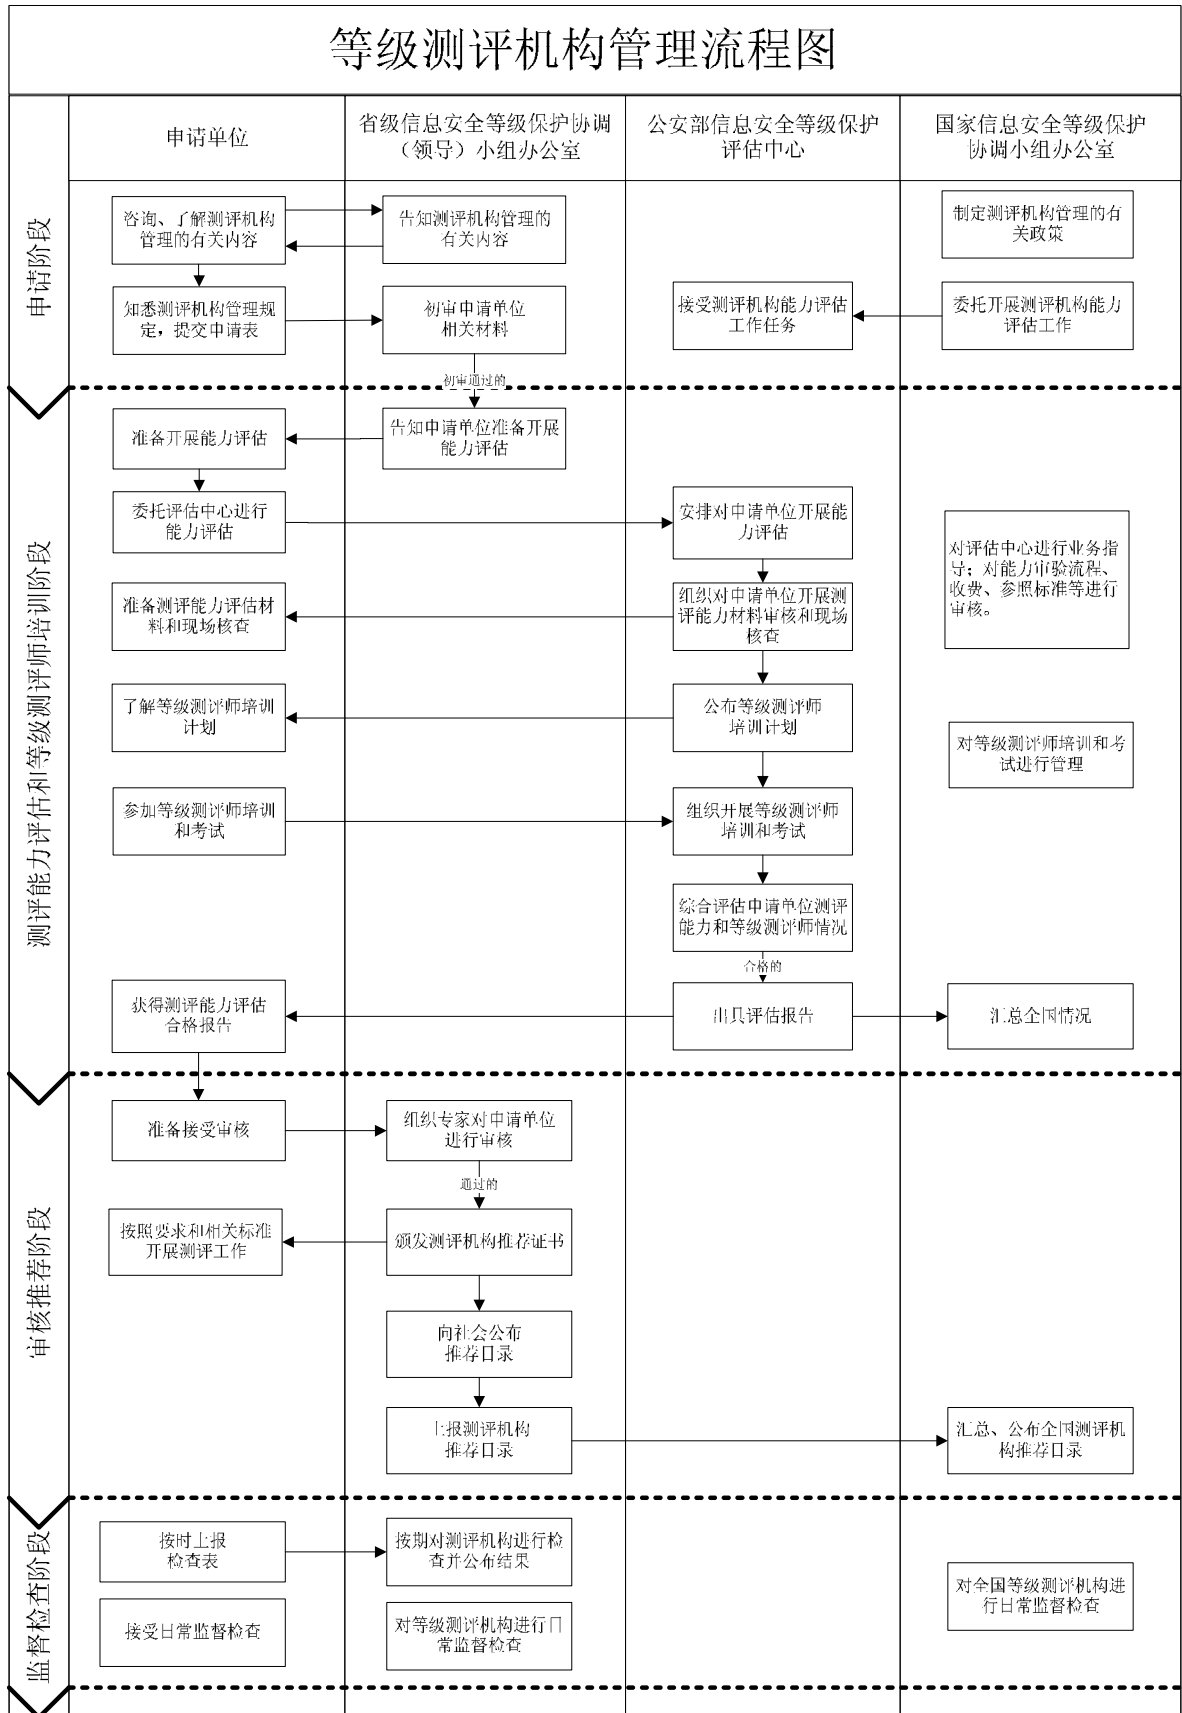 等级测评机构管理流程图
申请单位
省级信息安全等级保护协调
（领导）小组办公室
公安部信息安全等级保护
评估中心
国家信息安全等级保护
协调小组办公室
申请阶段
咨询、了解测评机构
管理的有关内容
告知测评机构管理的
有关内容
制定测评机构管理的有
关政策
知悉测评机构管理规
定，提交申请表
初审申请单位
相关材料
接受测评机构能力评估
工作任务
委托开展测评机构能力
评估工作
初审通过的
测评能力评估和等级测评师培训阶段
准备开展能力评估
告知申请单位准备开展
能力评估
委托评估中心进行
能力评估
安排对申请单位开展能
力评估
对评估中心进行业务指
导；对能力审验流程、
收费、参照标准等进行
审核。
准备测评能力评估材
料和现场核查
组织对申请单位开展测
评能力材料审核和现场
核查
了解等级测评师培训
计划
公布等级测评师
培训计划
对等级测评师培训和考
试进行管理
参加等级测评师培训
和考试
组织开展等级测评师
培训和考试
综合评估申请单位测评
能力和等级测评师情况
合格的
获得测评能力评估
合格报告
出具评估报告
汇总全国情况
审核推荐阶段
准备接受审核
组织专家对申请单位
进行审核
通过的
按照要求和相关标准
开展测评工作
颁发测评机构推荐证书
向社会公布
推荐目录
上报测评机构
推荐目录
汇总、公布全国测评机
构推荐目录
监督检查阶段
按时上报
检查表
按期对测评机构进行检
查并公布结果
对全国等级测评机构进
行日常监督检查
接受日常监督检查
对等级测评机构进行日
常监督检查